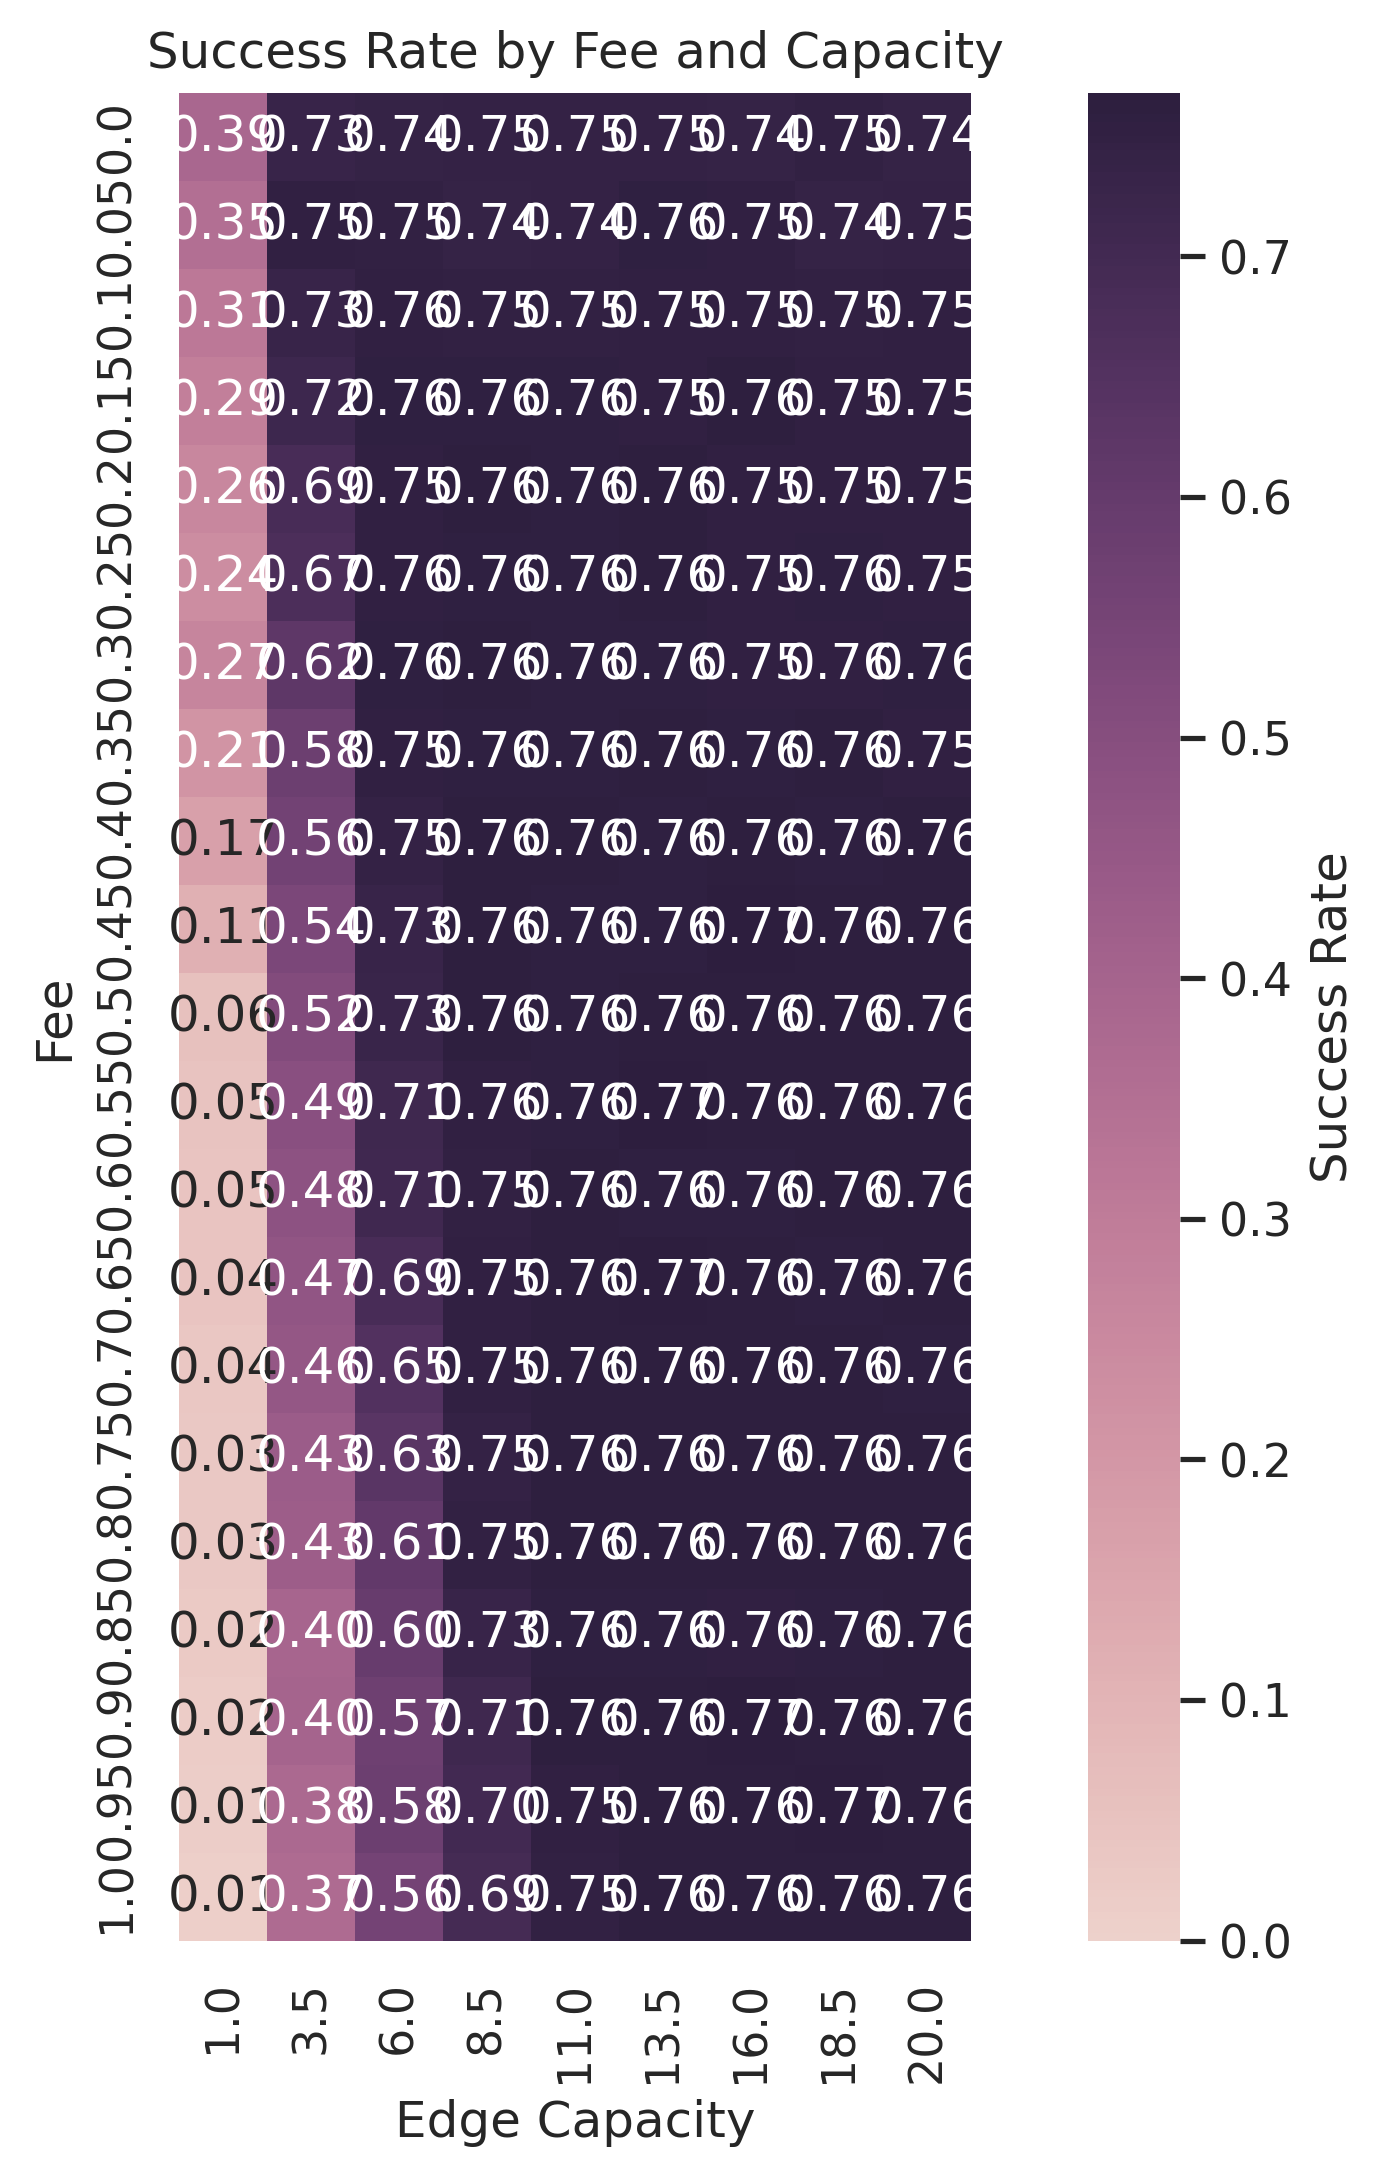 Success Rate by Fee and Capacity
0.0 0.39 0.73 0.74 0.75 0.75 0.75 0.74 0.75 0.74
0.05 0.35 0.75 0.75 0.74 0.74 0.76 0.75 0.74 0.75
0.1 0.31 0.73 0.76 0.75 0.75 0.75 0.75 0.75 0.75
0.15 0.29 0.72 0.76 0.76 0.76 0.75 0.76 0.75 0.75
0.2 0.26 0.69 0.75 0.76 0.76 0.76 0.75 0.75 0.75
0.25 0.24 0.67 0.76 0.76 0.76 0.76 0.75 0.76 0.75
0.3 0.27 0.62 0.76 0.76 0.76 0.76 0.75 0.76 0.76
0.35 0.21 0.58 0.75 0.76 0.76 0.76 0.76 0.76 0.75
0.4 0.17 0.56 0.75 0.76 0.76 0.76 0.76 0.76 0.76
0.45 0.11 0.54 0.73 0.76 0.76 0.76 0.77 0.76 0.76
0.5 0.06 0.52 0.73 0.76 0.76 0.76 0.76 0.76 0.76
0.55 0.05 0.49 0.71 0.76 0.76 0.77 0.76 0.76 0.76
0.6 0.05 0.48 0.71 0.75 0.76 0.76 0.76 0.76 0.76
0.65 0.04 0.47 0.69 0.75 0.76 0.77 0.76 0.76 0.76
0.7 0.04 0.46 0.65 0.75 0.76 0.76 0.76 0.76 0.76
0.75 0.03 0.43 0.63 0.75 0.76 0.76 0.76 0.76 0.76
0.8 0.03 0.43 0.61 0.75 0.76 0.76 0.76 0.76 0.76
0.85 0.02 0.40 0.60 0.73 0.76 0.76 0.76 0.76 0.76
0.9 0.02 0.40 0.57 0.71 0.76 0.76 0.77 0.76 0.76
0.95 0.01 0.38 0.58 0.70 0.75 0.76 0.76 0.77 0.76
1.0 0.01 0.37 0.56 0.69 0.75 0.76 0.76 0.76 0.76
Fee
1.0 3.5 6.0 8.5 11.0 13.5 16.0 18.5 20.0
Edge Capacity
0.7
0.6
0.5
0.4
0.3
0.2
0.1
0.0
Success Rate